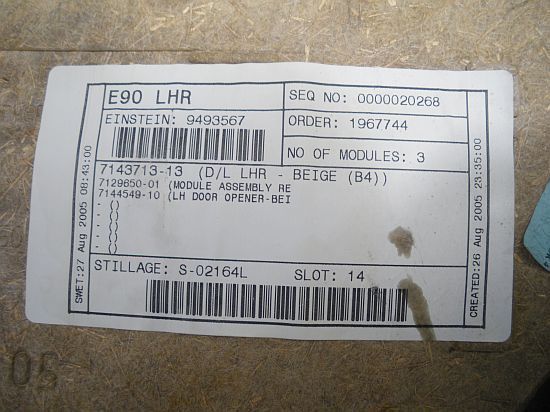 E90 LHR
SEQ NO: 0000020268
EINSTEIN: 9493567
ORDER: 1967744
NO OF MODULES: 3
7143713-13 (D/L LHR - BEIGE (B4))
7129650-01 (MODULE ASSEMBLY RE
7144549-10 (LH DOOR OPENER-BEI
- ()
- ()
- ()
- ()
STILLAGE: S-02164L
SLOT: 14
SWET:27 Aug 2005 08:43:00
CREATED:26 Aug 2005 23:35:00
05